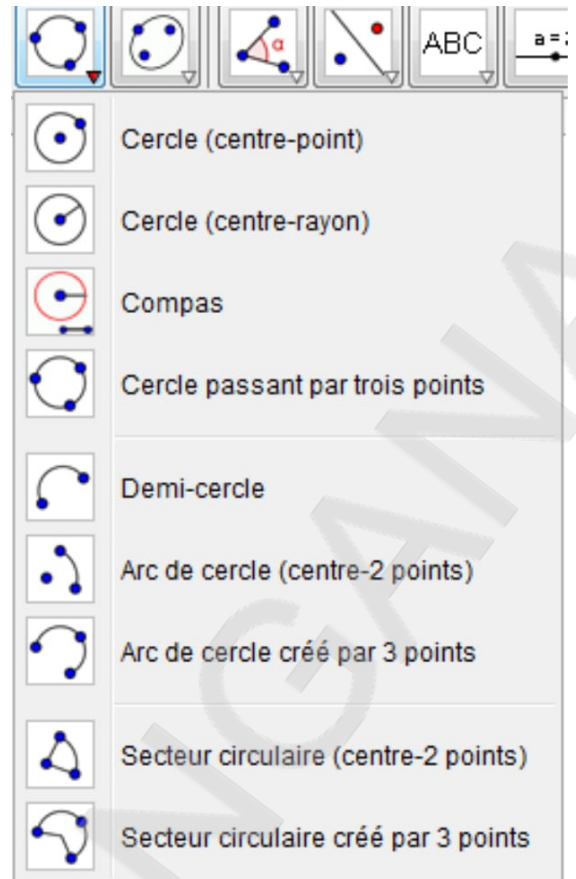 α
ABC
a = 
Cercle (centre-point)
Cercle (centre-rayon)
Compas
Cercle passant par trois points
Demi-cercle
Arc de cercle (centre-2 points)
Arc de cercle créé par 3 points
Secteur circulaire (centre-2 points)
Secteur circulaire créé par 3 points